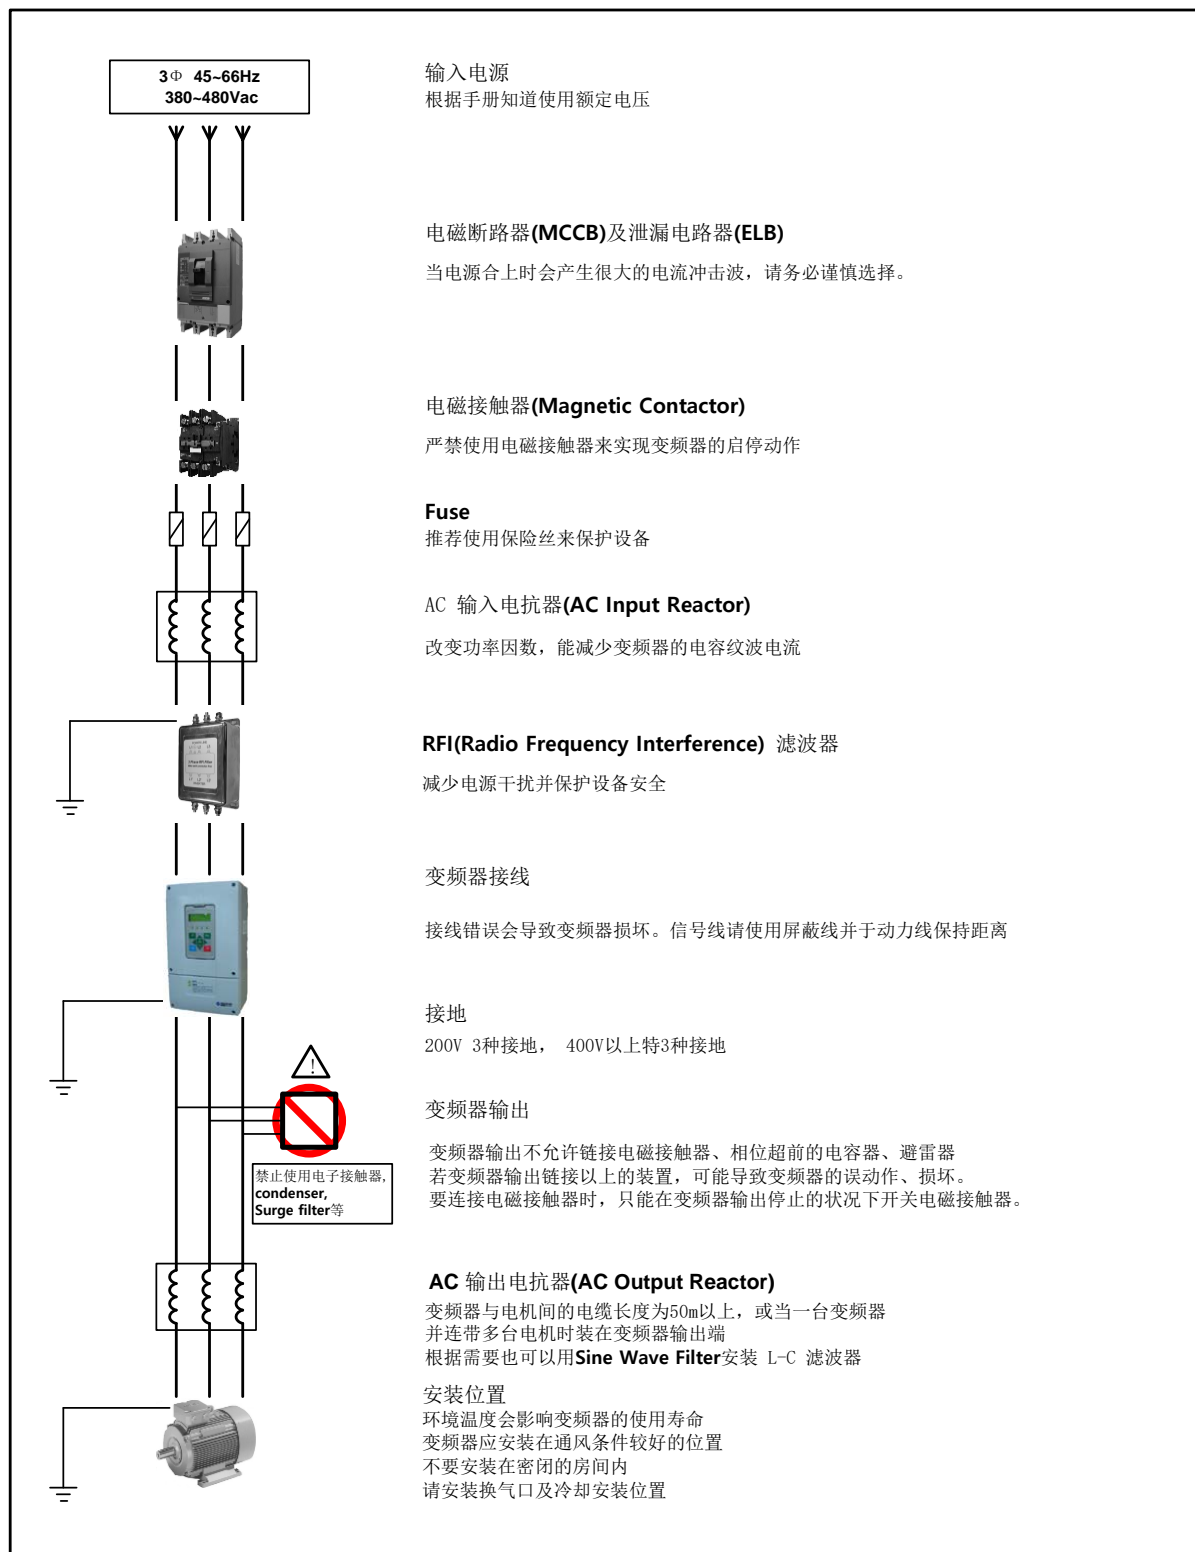 3Φ 45~66Hz
380~480Vac
输入电源
根据手册知道使用额定电压
电磁断路器(MCCB)及泄漏电路器(ELB)
当电源合上时会产生很大的电流冲击波，请务必谨慎选择。
电磁接触器(Magnetic Contactor)
严禁使用电磁接触器来实现变频器的启停动作
Fuse
推荐使用保险丝来保护设备
AC 输入电抗器(AC Input Reactor)
改变功率因数，能减少变频器的电容纹波电流
RFI(Radio Frequency Interference) 滤波器
减少电源干扰并保护设备安全
变频器接线
接线错误会导致变频器损坏。信号线请使用屏蔽线并于动力线保持距离
接地
200V 3种接地， 400V以上特3种接地
!
禁止使用电子接触器,
condenser,
Surge filter等
变频器输出
变频器输出不允许链接电磁接触器、相位超前的电容器、避雷器
若变频器输出链接以上的装置，可能导致变频器的误动作、损坏。
要连接电磁接触器时，只能在变频器输出停止的状况下开关电磁接触器。
AC 输出电抗器(AC Output Reactor)
变频器与电机间的电缆长度为50m以上，或当一台变频器
并连带多台电机时装在变频器输出端
根据需要也可以用Sine Wave Filter安装 L-C 滤波器
安装位置
环境温度会影响变频器的使用寿命
变频器应安装在通风条件较好的位置
不要安装在密闭的房间内
请安装换气口及冷却安装位置